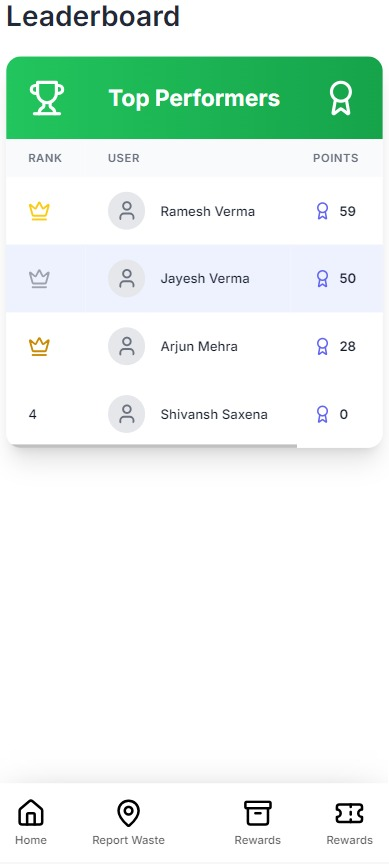 Leaderboard
Top Performers
RANK USER POINTS
Ramesh Verma 59
Jayesh Verma 50
Arjun Mehra 28
4 Shivansh Saxena 0
Home Report Waste Rewards Rewards